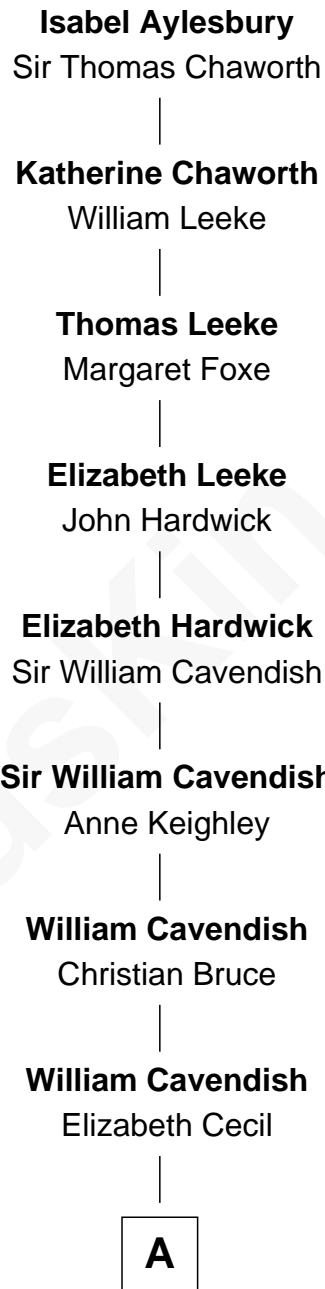 Isabel Aylesbury
Sir Thomas Chaworth
Katherine Chaworth
William Leeke
Thomas Leeke
Margaret Foxe
Elizabeth Leeke
John Hardwick
Elizabeth Hardwick
Sir William Cavendish
Sir William Cavendish
Anne Keighley
William Cavendish
Christian Bruce
William Cavendish
Elizabeth Cecil
A